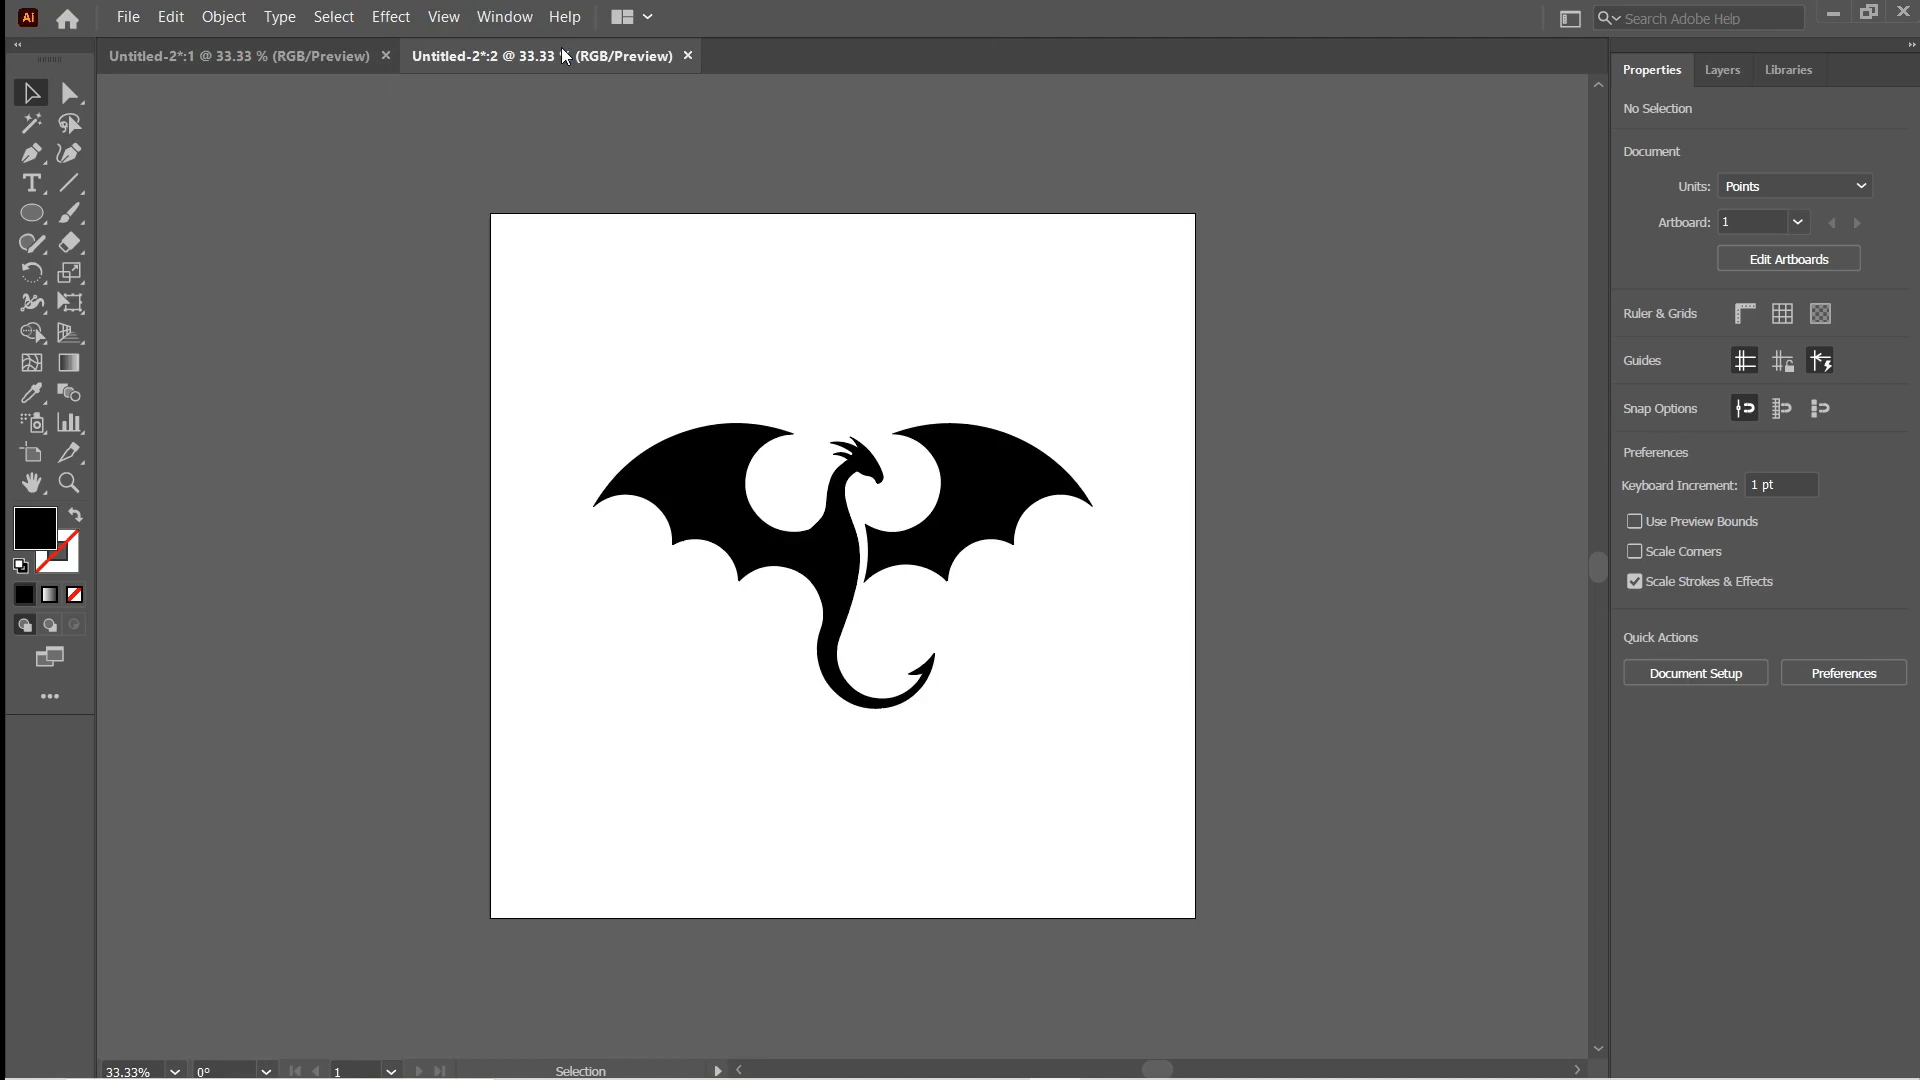 Ai File Edit Object Type Select Effect View Window Help Search Adobe Help
Untitled-2*:1 @ 33.33 % (RGB/Preview) Untitled-2*:2 @ 33.33 % (RGB/Preview)
Properties Layers Libraries
No Selection
Document
Units: Points
Artboard: 1
Edit Artboards
Ruler & Grids
Guides
Snap Options
Preferences
Keyboard Increment: 1 pt
Use Preview Bounds
Scale Corners
Scale Strokes & Effects
Quick Actions
Document Setup Preferences
33.33% 0° 1 Selection